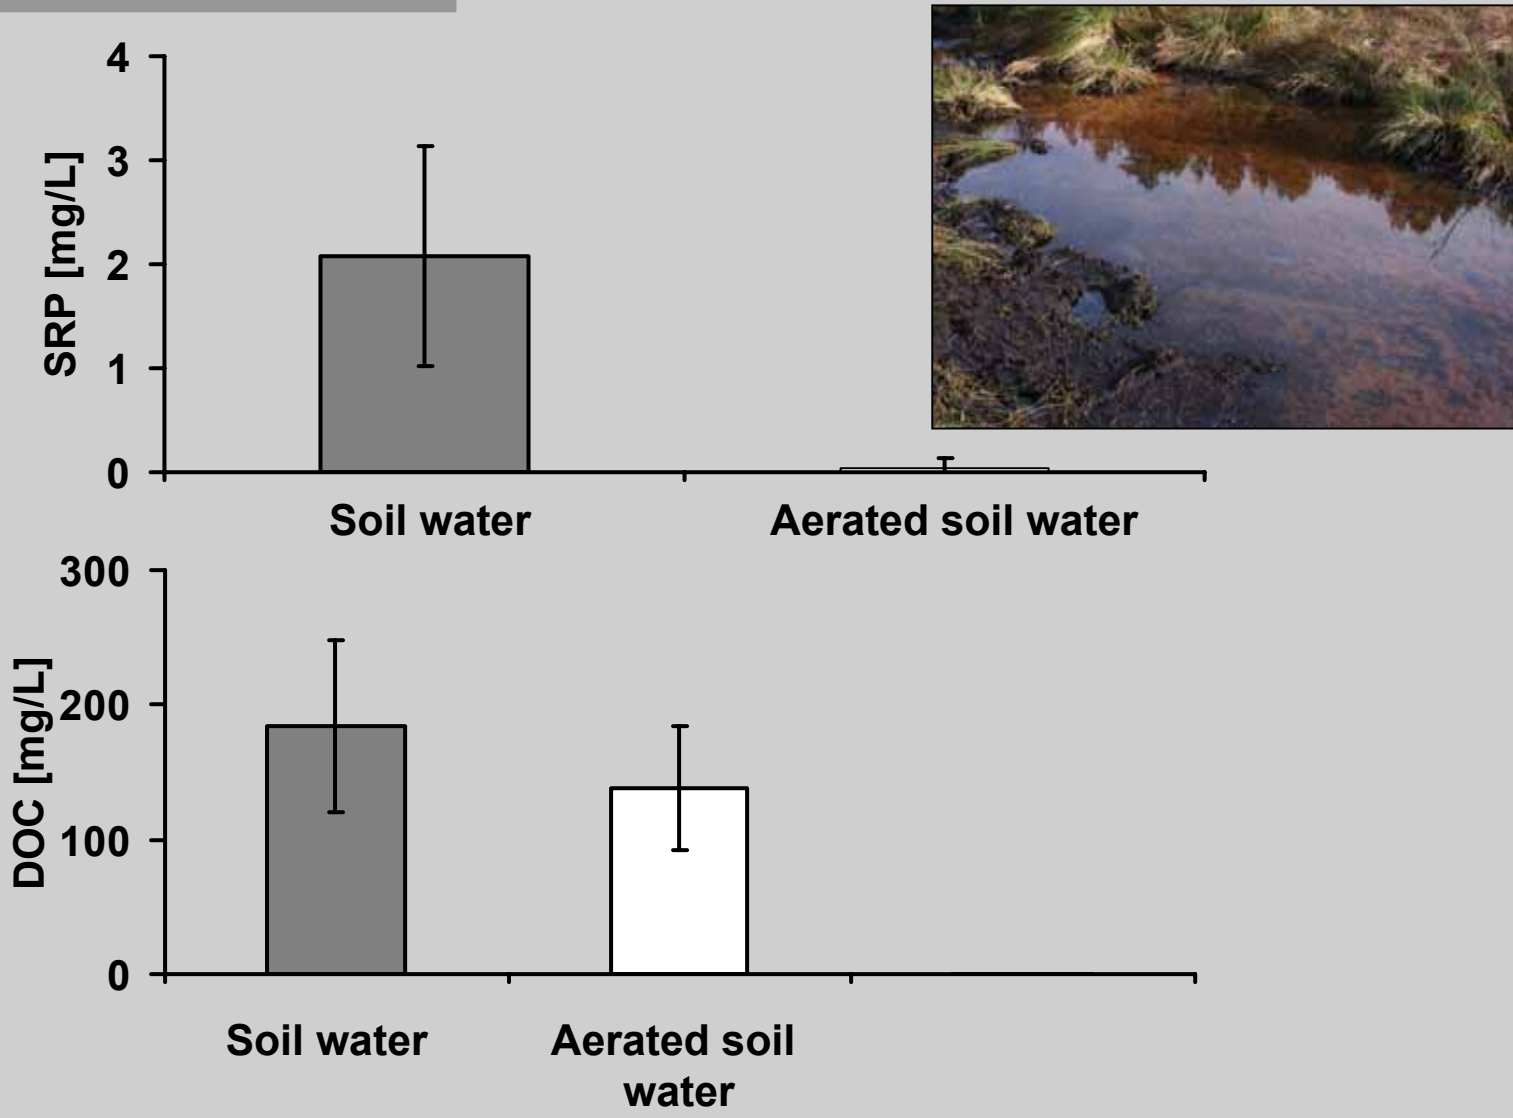 4
3
2
1
0
SRP [mg/L]
Soil water
Aerated soil water
300
200
100
0
DOC [mg/L]
Soil water
Aerated soil
water